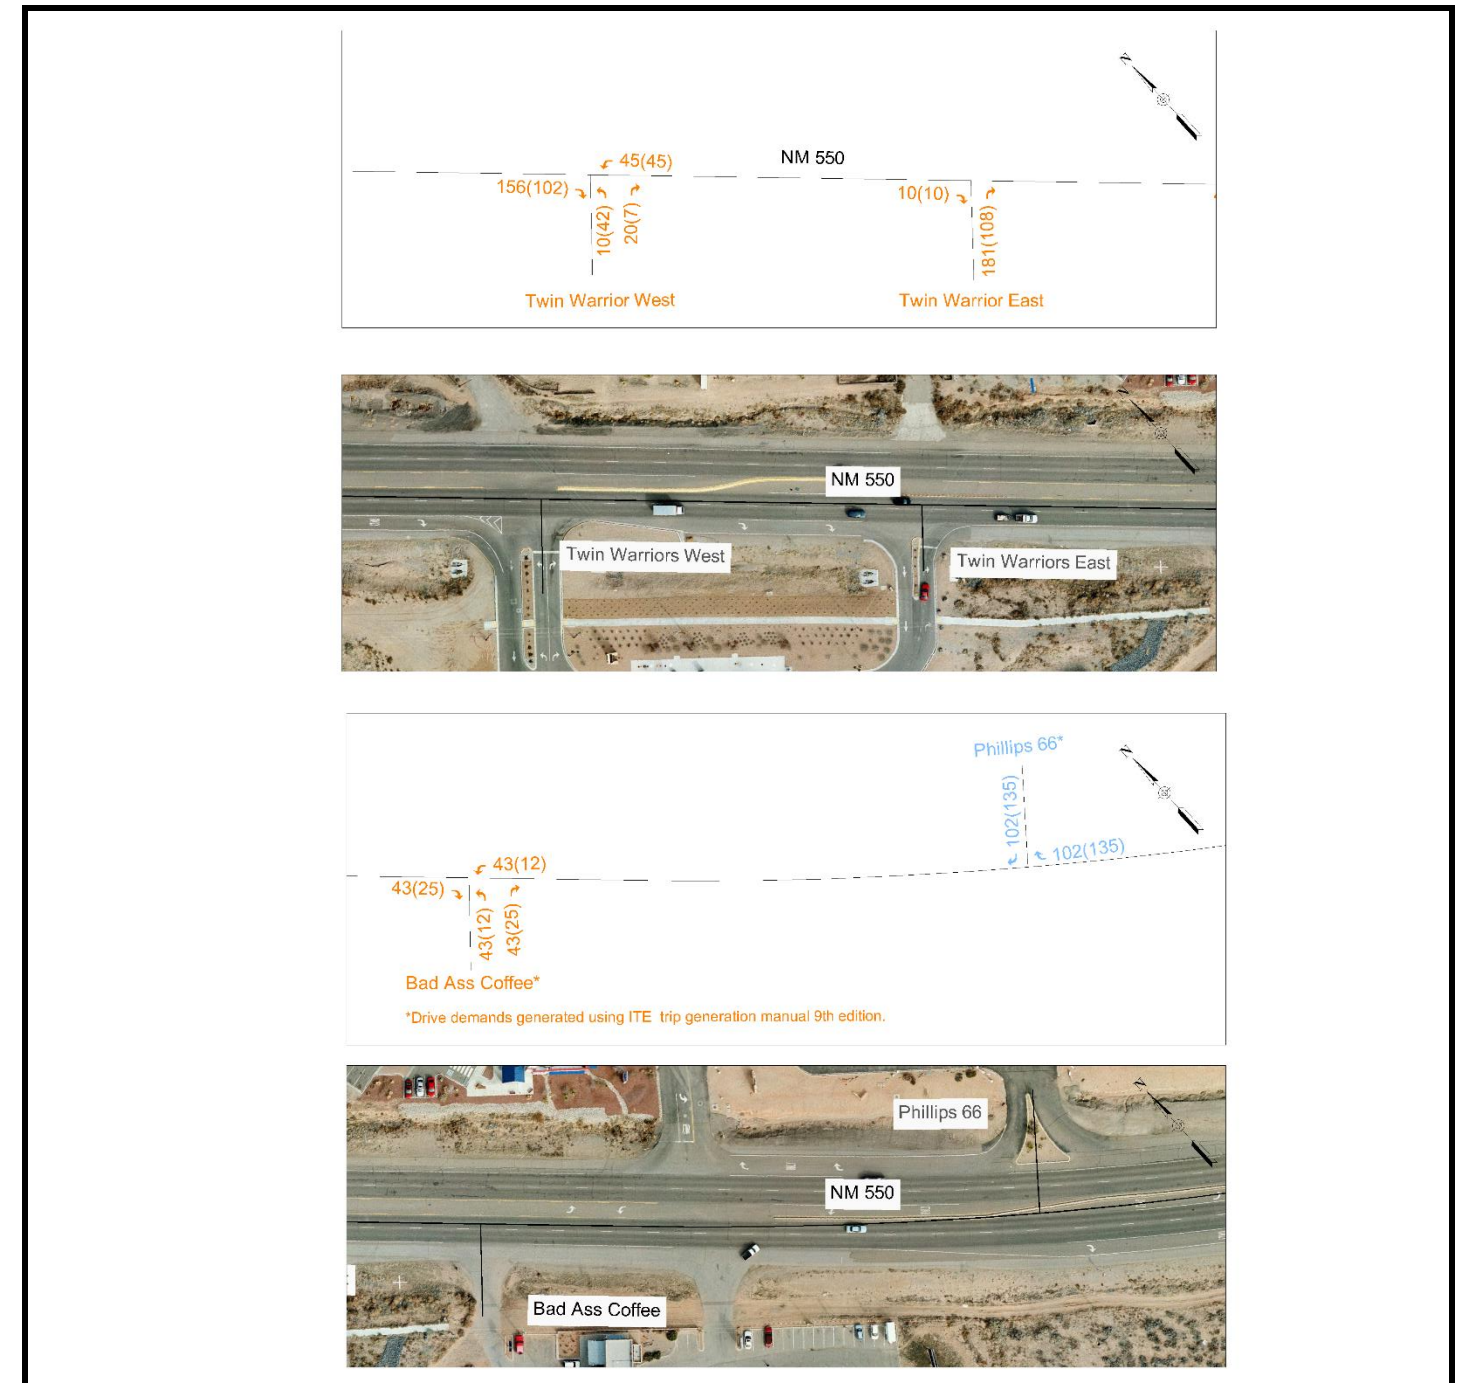 N
45(45)
NM 550
156(102)
10(10)
10(42)
20(7)
181(108)
Twin Warrior West
Twin Warrior East
N
NM 550
Twin Warriors West
Twin Warriors East
Phillips 66*
N
102(135)
102(135)
43(12)
43(25)
43(12)
43(25)
Bad Ass Coffee*
*Drive demands generated using ITE trip generation manual 9th edition.
N
Phillips 66
NM 550
Bad Ass Coffee